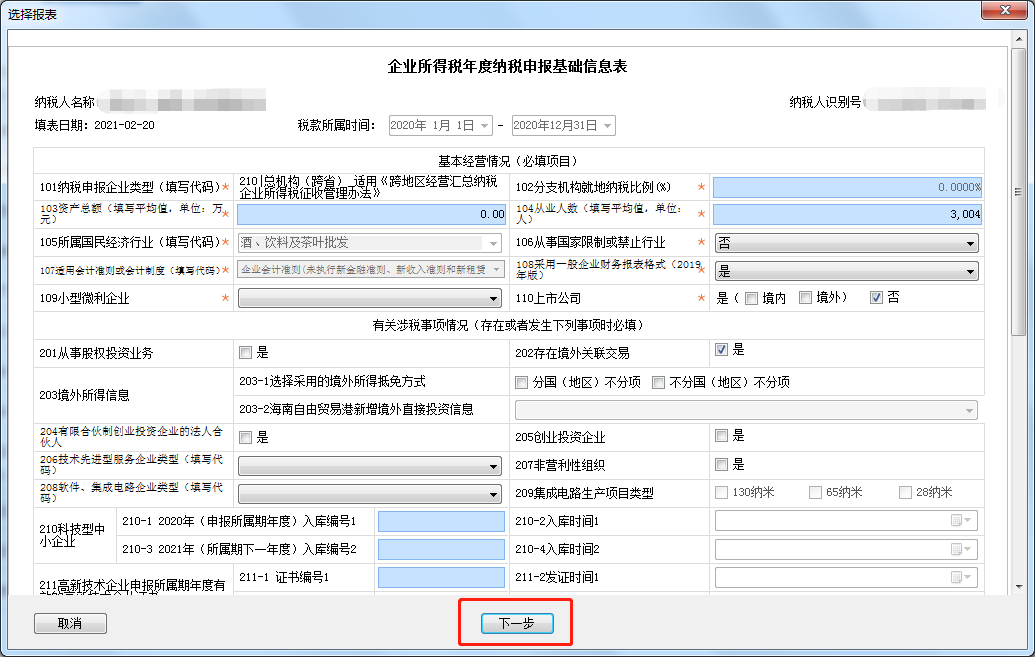 选择报表
企业所得税年度纳税申报基础信息表
纳税人名称
纳税人识别号
填表日期：2021-02-20 税款所属时间： 2020年 1月 1日 - 2020年12月31日
基本经营情况（必填项目）
101纳税申报企业类型（填写代码）* 210|总机构（跨省）_适用《跨地区经营汇总纳税企业所得税征收管理办法》 102分支机构就地纳税比例(%) * 0.0000%
103资产总额（填写平均值，单位：万元）* 0.00 104从业人数（填写平均值，单位：人）* 3,004
105所属国民经济行业（填写代码）* 酒、饮料及茶叶批发 106从事国家限制或禁止行业 * 否
107适用会计准则或会计制度（填写代码）* 企业会计准则(未执行新金融准则、新收入准则和新租赁 108采用一般企业财务报表格式（2019年版）* 是
109小型微利企业 * 110上市公司 * 是（ 境内 境外） 否
有关涉税事项情况（存在或者发生下列事项时必填）
201从事股权投资业务 是 202存在境外关联交易 是
203境外所得信息
203-1选择采用的境外所得抵免方式 分国（地区）不分项 不分国（地区）不分项
203-2海南自由贸易港新增境外直接投资信息
204有限合伙制创业投资企业的法人合伙人 是 205创业投资企业 是
206技术先进型服务企业类型（填写代码） 207非营利性组织 是
208软件、集成电路企业类型（填写代码） 209集成电路生产项目类型 130纳米 65纳米 28纳米
210科技型中小企业
210-1 2020年（申报所属期年度）入库编号1 210-2入库时间1
210-3 2021年（所属期下一年度）入库编号2 210-4入库时间2
211高新技术企业申报所属期年度有 211-1 证书编号1 211-2发证时间1
取消 下一步